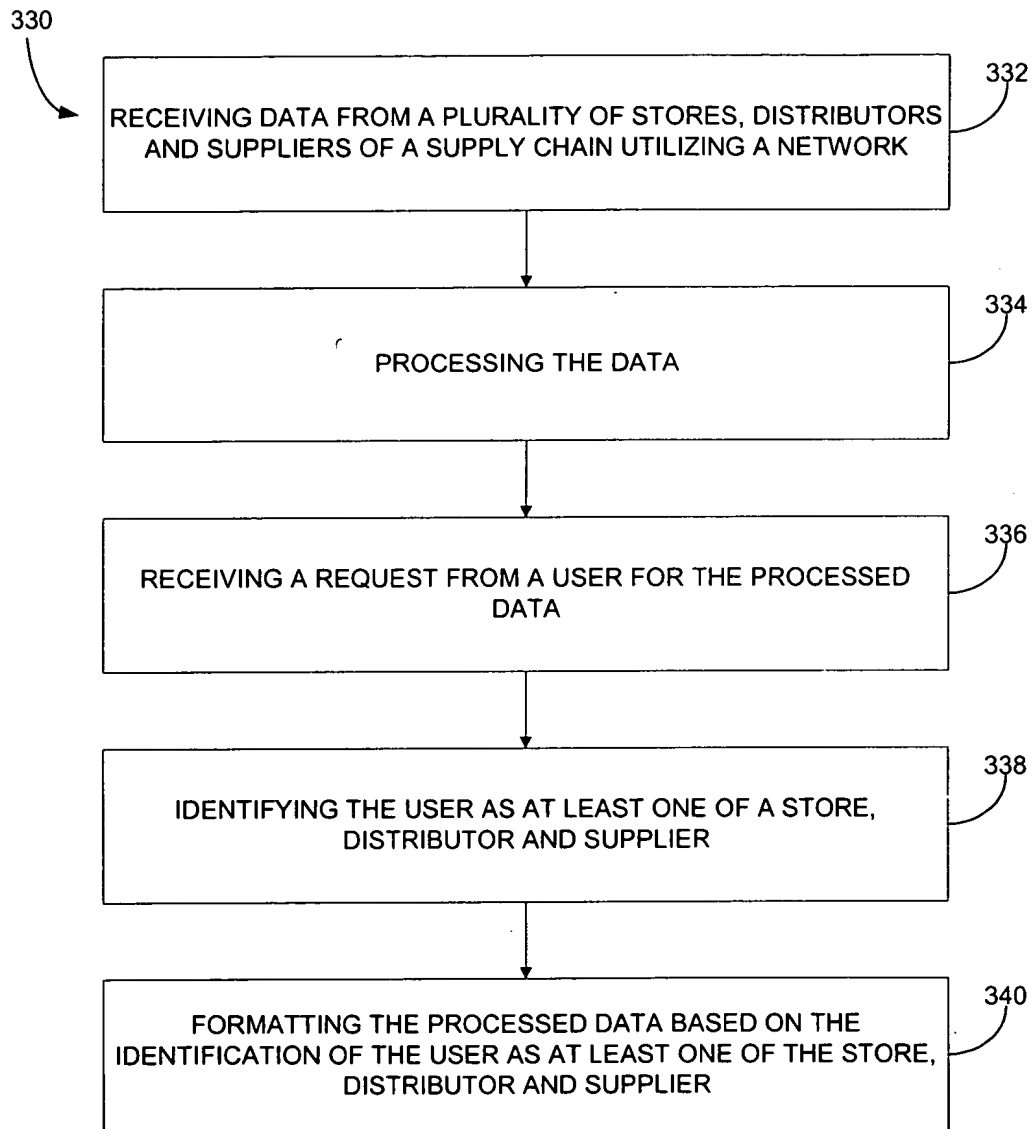 330
332
RECEIVING DATA FROM A PLURALITY OF STORES, DISTRIBUTORS
AND SUPPLIERS OF A SUPPLY CHAIN UTILIZING A NETWORK
334
PROCESSING THE DATA
336
RECEIVING A REQUEST FROM A USER FOR THE PROCESSED
DATA
338
IDENTIFYING THE USER AS AT LEAST ONE OF A STORE,
DISTRIBUTOR AND SUPPLIER
340
FORMATTING THE PROCESSED DATA BASED ON THE
IDENTIFICATION OF THE USER AS AT LEAST ONE OF THE STORE,
DISTRIBUTOR AND SUPPLIER